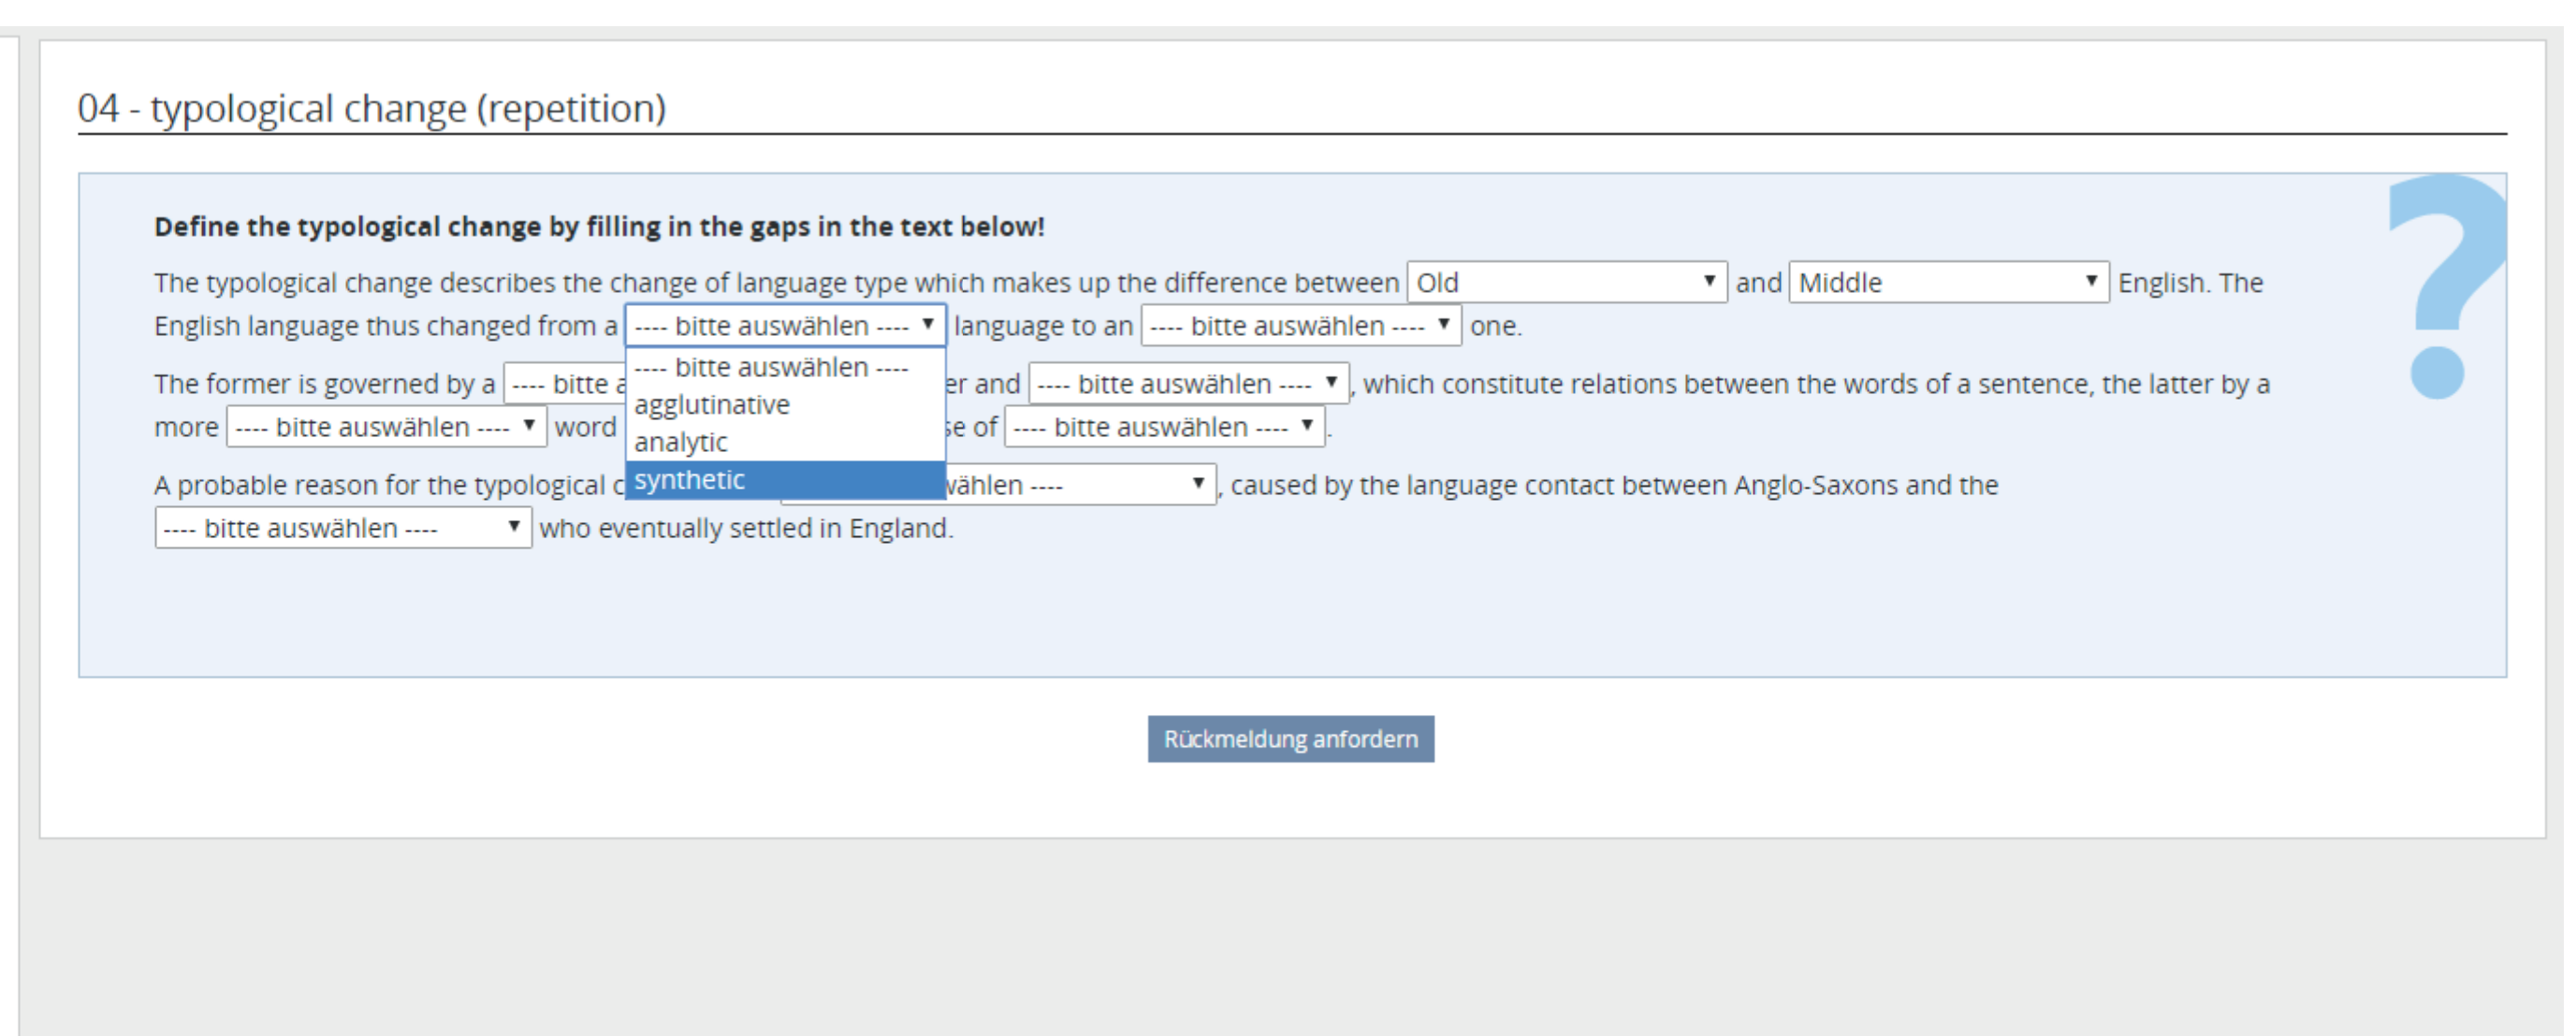 04 - typological change (repetition)
Define the typological change by filling in the gaps in the text below!
The typological change describes the change of language type which makes up the difference between Old ▼ and Middle ▼ English. The
English language thus changed from a ---- bitte auswählen ---- ▼ language to an ---- bitte auswählen ---- ▼ one.
---- bitte auswählen ----
agglutinative
analytic
synthetic
The former is governed by a ---- bitte and ---- bitte auswählen ---- ▼, which constitute relations between the words of a sentence, the latter by a
more ---- bitte auswählen ---- ▼ word of ---- bitte auswählen ---- ▼.
A probable reason for the typological ---- ▼, caused by the language contact between Anglo-Saxons and the
---- bitte auswählen ---- ▼ who eventually settled in England.
?
Rückmeldung anfordern